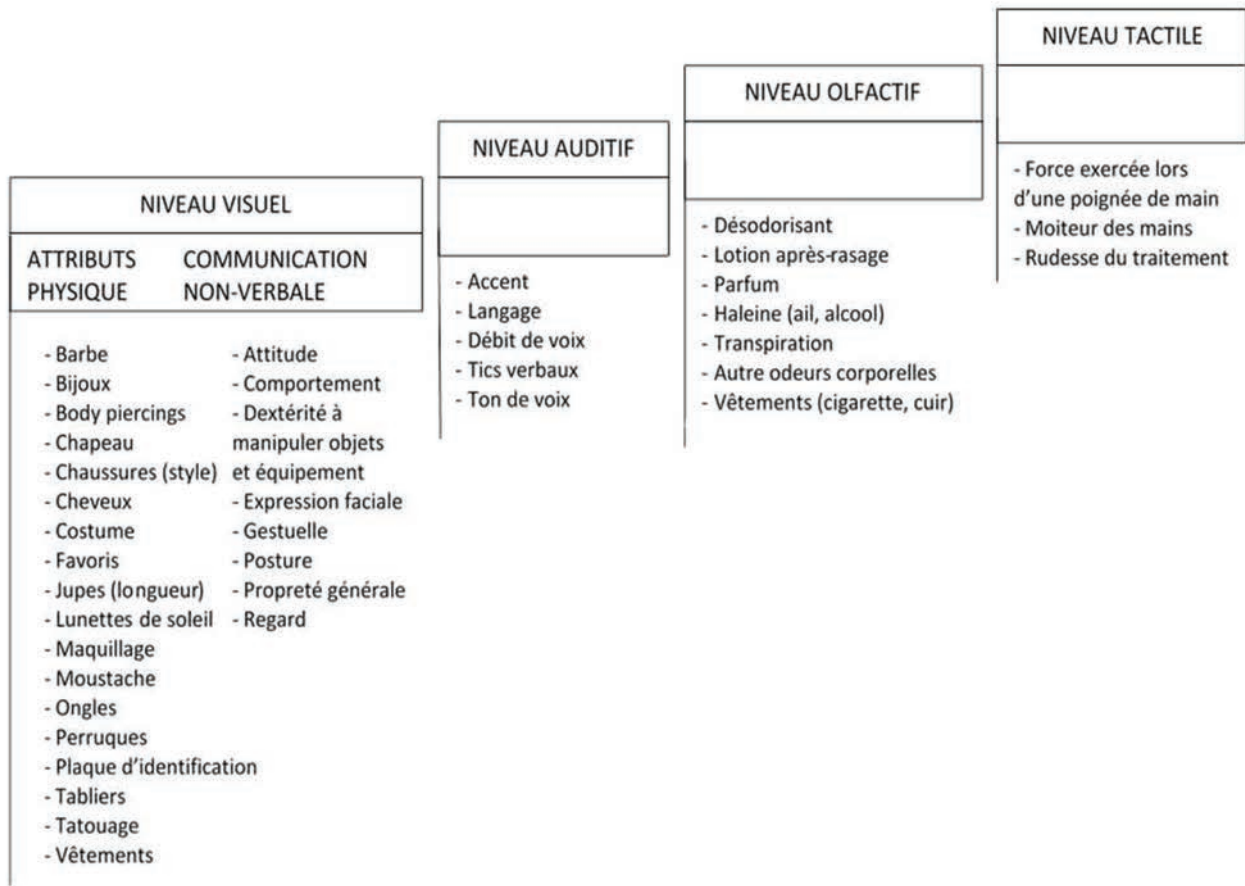 NIVEAU TACTILE
- Force exercée lors
d'une poignée de main
- Moiteur des mains
- Rudesse du traitement
NIVEAU OLFACTIF
- Désodorisant
- Lotion après-rasage
- Parfum
- Haleine (ail, alcool)
- Transpiration
- Autre odeurs corporelles
- Vêtements (cigarette, cuir)
NIVEAU AUDITIF
- Accent
- Langage
- Débit de voix
- Tics verbaux
- Ton de voix
NIVEAU VISUEL
ATTRIBUTS
PHYSIQUE
- Barbe
- Bijoux
- Body piercings
- Chapeau
- Chaussures (style)
- Cheveux
- Costume
- Favoris
- Jupes (longueur)
- Lunettes de soleil
- Maquillage
- Moustache
- Ongles
- Perruques
- Plaque d'identification
- Tabliers
- Tatouage
- Vêtements
COMMUNICATION
NON-VERBALE
- Attitude
- Comportement
- Dextérité à
manipuler objets
et équipement
- Expression faciale
- Gestuelle
- Posture
- Propreté générale
- Regard